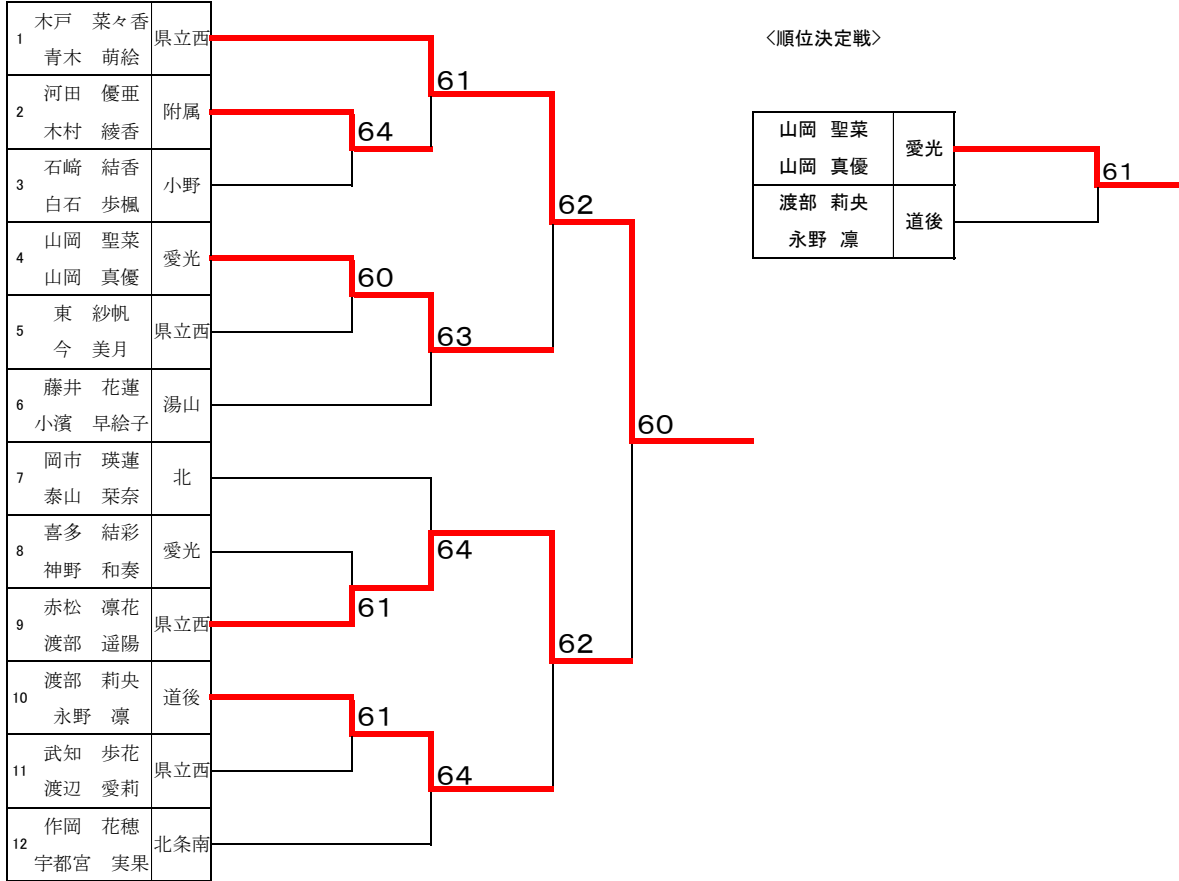 1 木戸 菜々香 県立西
青木 萌絵
2 河田 優亜 附属
木村 綾香
3 石﨑 結香 小野
白石 歩楓
4 山岡 聖菜 愛光
山岡 真優
5 東 紗帆 県立西
今 美月
6 藤井 花蓮 湯山
小濱 早絵子
7 岡市 瑛蓮 北
泰山 栞奈
8 喜多 結彩 愛光
神野 和奏
9 赤松 凛花 県立西
渡部 遥陽
10 渡部 莉央 道後
永野 凛
11 武知 歩花 県立西
渡辺 愛莉
12 作岡 花穂 北条南
宇都宮 実果
64
60
61
61
61
63
64
64
62
62
60
<順位決定戦>
山岡 聖菜 愛光
山岡 真優
渡部 莉央 道後
永野 凛
61